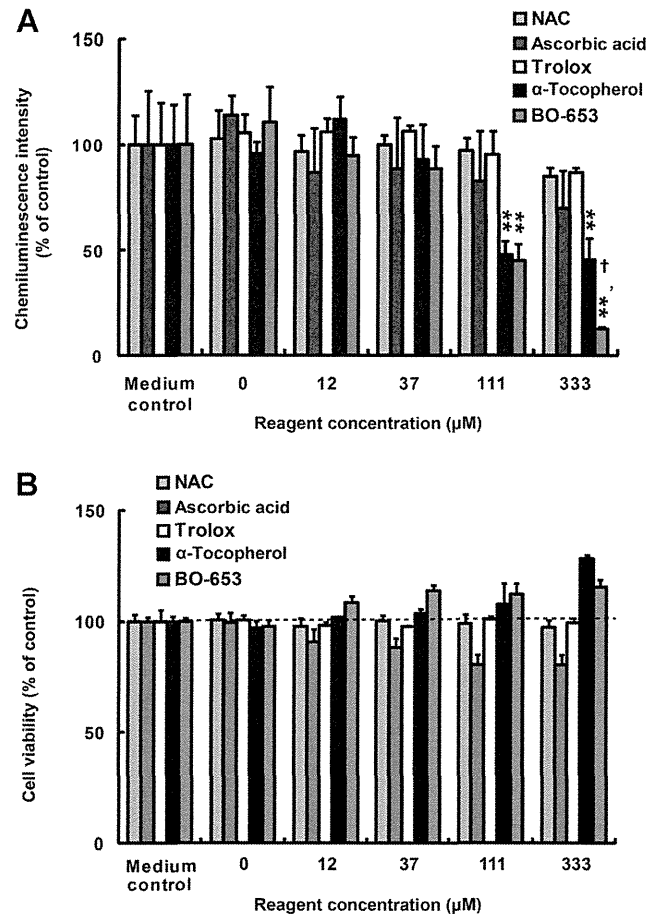 A
150
100
50
0
Chemiluminescence intensity
(% of control)
NAC
Ascorbic acid
Trolox
α-Tocopherol
BO-653
**
**
**
**, †
Medium
control
0
12
37
111
333
Reagent concentration (μM)
B
150
100
50
0
Cell viability (% of control)
NAC
Ascorbic acid
Trolox
α-Tocopherol
BO-653
Medium
control
0
12
37
111
333
Reagent concentration (μM)